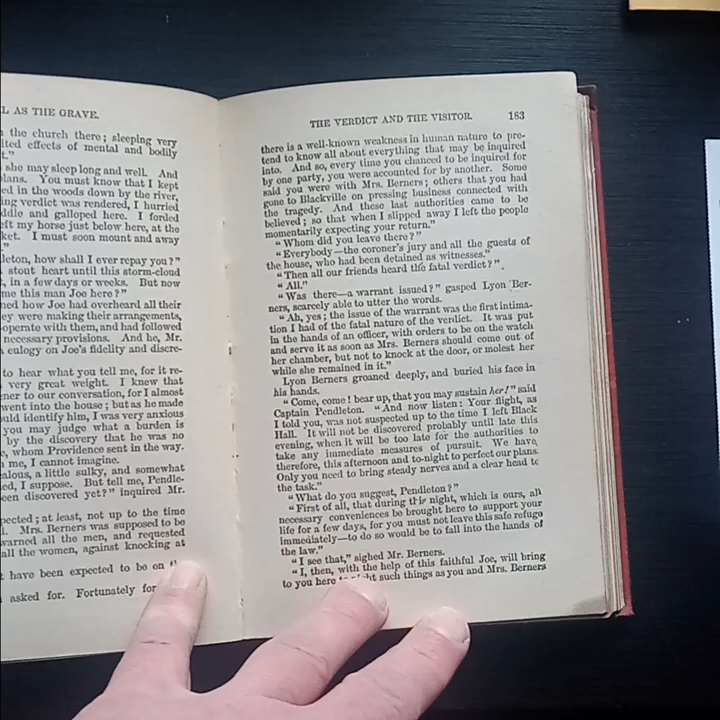 L AS THE GRAVE.
the church there; sleeping very
lted effects of mental and bodily
t."
she may sleep long and well. And
lans. You must know that I kept
ed in the woods down by the river,
ing verdict was rendered, I hurried
ddle and galloped here. I forded
eft my horse just below here, at the
ket. I must soon mount and away
"
leton, how shall I ever repay you?"
stout heart until this storm-cloud
, in a few days or weeks. But now
me this man Joe here?"
ned how Joe had overheard all their
ey were making their arrangements,
-operate with them, and had followed
necessary provisions. And he, Mr.
a eulogy on Joe's fidelity and discre-
to hear what you tell me, for it re-
very great weight. I knew that
ener to our conversation, for I almost
went into the house; but as he made
uld identify him, I was very anxious
you may judge what a burden is
by the discovery that he was no
e, whom Providence sent in the way.
n me, I cannot imagine.
ealous, a little sulky, and somewhat
ned, I suppose. But tell me, Pendle-
een discovered yet?" inquired Mr.
pected; at least, not up to the time
l. Mrs. Berners was supposed to be
warned all the men, and requested
all the women, against knocking at
t have been expected to be on
asked for. Fortunately for
THE VERDICT AND THE VISITOR. 183
there is a well-known weakness in human nature to pre-
tend to know all about everything that may be inquired
into. And so, every time you chanced to be inquired for
by one party, you were accounted for by another. Some
said you were with Mrs. Berners; others that you had
gone to Blackville on pressing business connected with
the tragedy. And these last authorities came to be
believed; so that when I slipped away I left the people
momentarily expecting your return."
"Whom did you leave there?"
"Everybody—the coroner's jury and all the guests of
the house, who had been detained as witnesses."
"Then all our friends heard the fatal verdict?"
"All."
"Was there—a warrant issued?" gasped Lyon Ber-
ners, scarcely able to utter the words.
"Ah, yes; the issue of the warrant was the first intima-
tion I had of the fatal nature of the verdict. It was put
in the hands of an officer, with orders to be on the watch
and serve it as soon as Mrs. Berners should come out of
her chamber, but not to knock at the door, or molest her
while she remained in it."
Lyon Berners groaned deeply, and buried his face in
his hands.
"Come, come! bear up, that you may sustain her!" said
Captain Pendleton. "And now listen: Your flight, as
I told you, was not suspected up to the time I left Black
Hall. It will not be discovered probably until late this
evening, when it will be too late for the authorities to
take any immediate measures of pursuit. We have,
therefore, this afternoon and to-night to perfect our plans.
Only you need to bring steady nerves and a clear head to
the task."
"What do you suggest, Pendleton?"
"First of all, that during this night, which is ours, all
necessary conveniences be brought here to support your
life for a few days, for you must not leave this safe refuge
immediately—to do so would be to fall into the hands of
the law."
"I see that," sighed Mr. Berners.
"I, then, with the help of this faithful Joe, will bring
to you here such things as you and Mrs. Berners